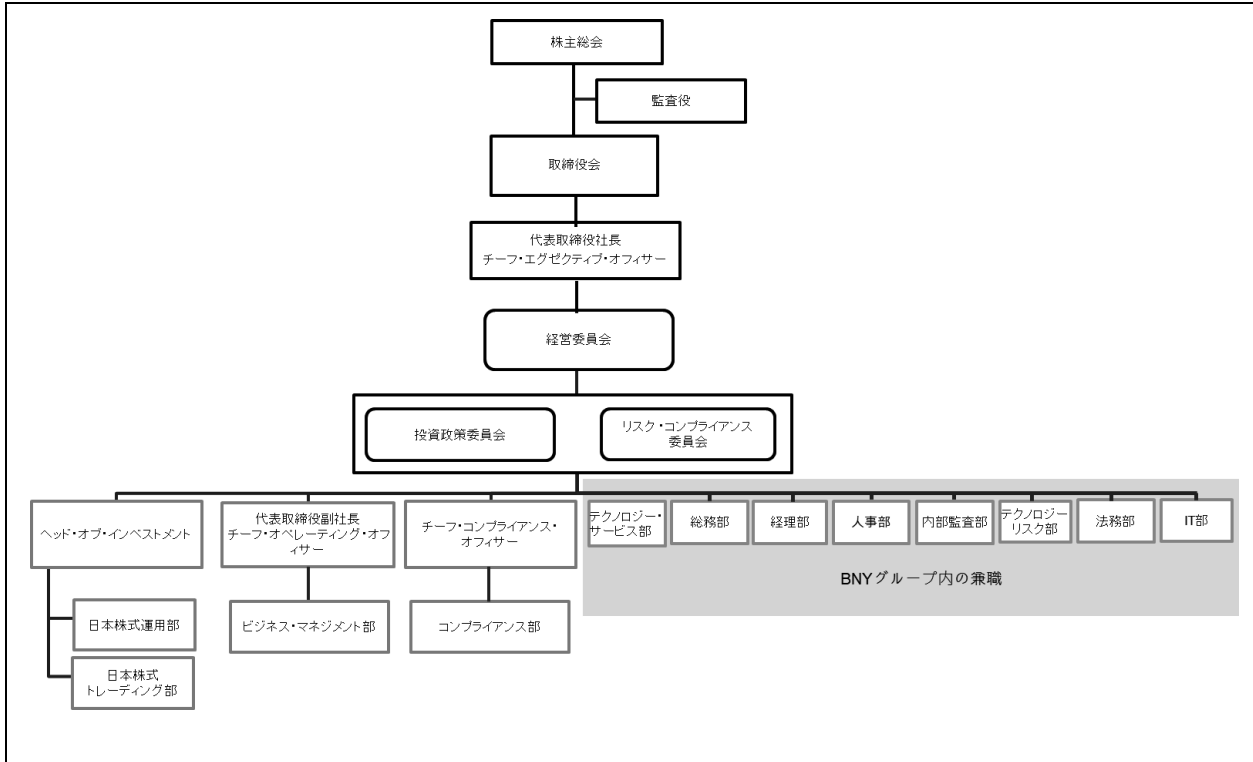 株主総会
監査役
取締役会
代表取締役社長
チーフ・エグゼクティブ・オフィサー
経営委員会
投資政策委員会
リスク・コンプライアンス
委員会
ヘッド・オブ・インベストメント
代表取締役副社長
チーフ・オペレーティング・オフ
ィサー
チーフ・コンプライアンス・
オフィサー
テクノロジー・
サービス部
総務部
経理部
人事部
内部監査部
テクノロジー
リスク部
法務部
IT部
BNYグループ内の兼職
日本株式運用部
ビジネス・マネジメント部
コンプライアンス部
日本株式
トレーディング部